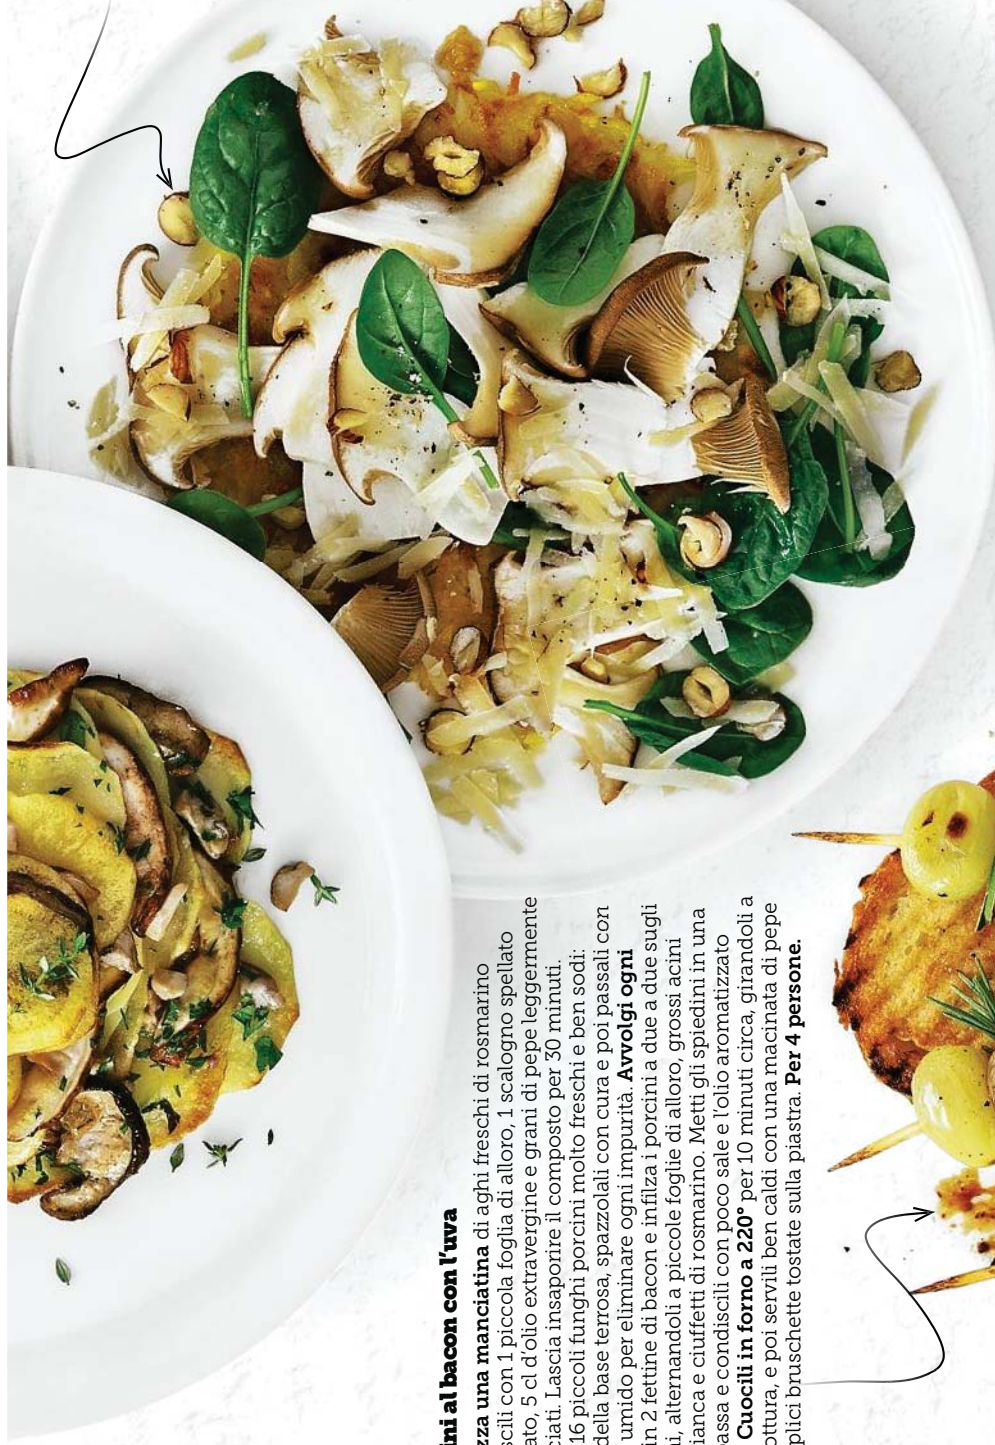 ini al bacon con l'uva
zza una manciatina di aghi freschi di rosmarino
scili con 1 piccola foglia di alloro, 1 scalogno spellato
ato, 5 cl d'olio extravergine e grani di pepe leggermente
ciati. Lascia insaporire il composto per 30 minuti.
16 piccoli funghi porcini molto freschi e ben sodi:
della base terrosa, spazzolali con cura e poi passali con
umido per eliminare ogni impurità. Avvolgi ogni
in 2 fettine di bacon e infilza i porcini a due a due sugli
i, alternandoli a piccole foglie di alloro, grossi acini
ianca e ciuffetti di rosmarino. Metti gli spiedini in una
assa e condiscili con poco sale e l'olio aromatizzato
Cuocili in forno a 220° per 10 minuti circa, girandoli a
ottura, e poi servili ben caldi con una macinata di pepe
plici bruschette tostate sulla piastra. Per 4 persone.